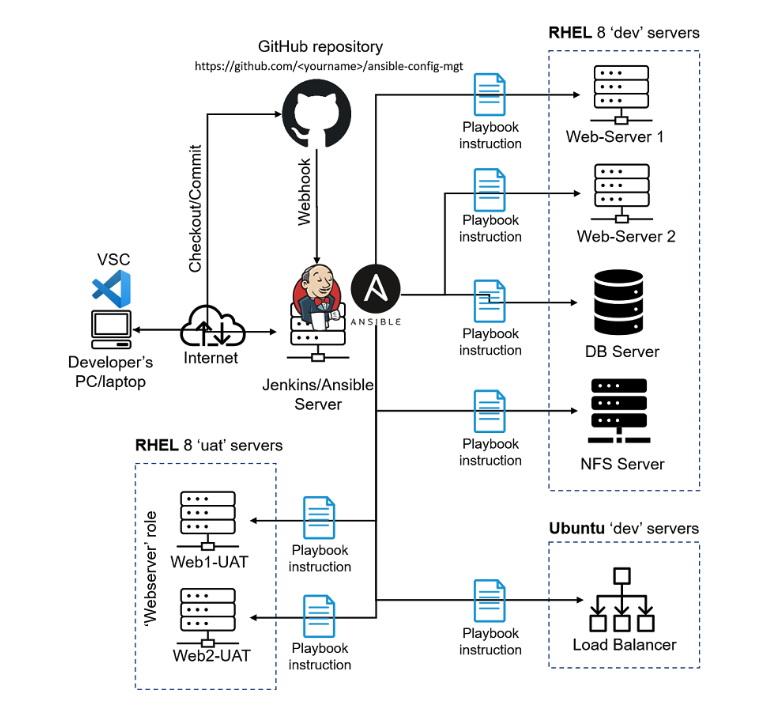 RHEL 8 ‘dev’ servers
GitHub repository
https://github.com/<yourname>/ansible-config-mgt
Playbook
instruction
Web-Server 1
Checkout/Commit
Webhook
Playbook
instruction
Web-Server 2
VSC
ANSIBLE
Playbook
instruction
DB Server
Internet
Developer’s
PC/laptop
Jenkins/Ansible
Server
Playbook
instruction
NFS Server
RHEL 8 ‘uat’ servers
‘Webserver’ role
Web1-UAT
Playbook
instruction
Ubuntu ‘dev’ servers
Web2-UAT
Playbook
instruction
Playbook
instruction
Load Balancer